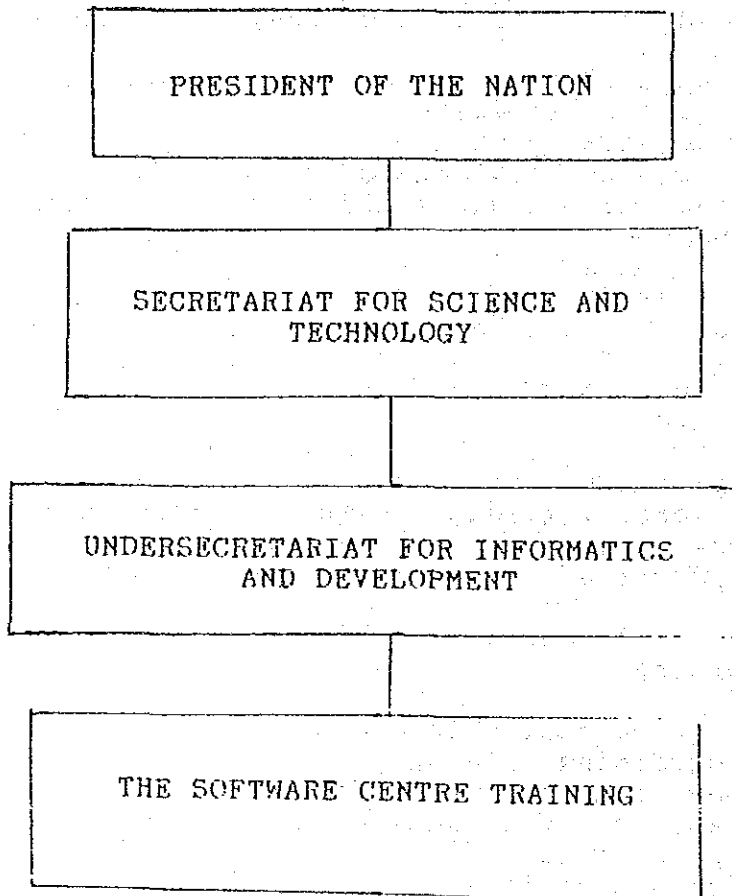 PRESIDENT OF THE NATION
SECRETARIAT FOR SCIENCE AND
TECHNOLOGY
UNDERSECRETARIAT FOR INFORMATICS
AND DEVELOPMENT
THE SOFTWARE CENTRE TRAINING